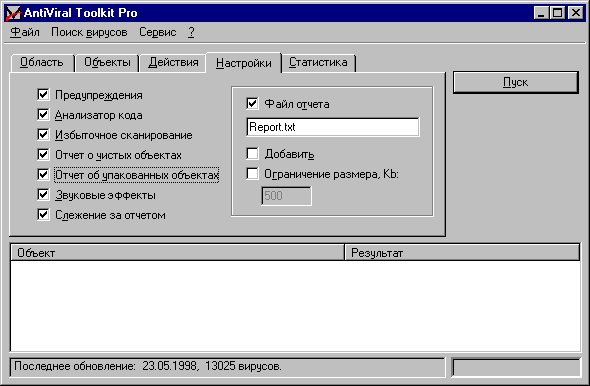 AntiViral Toolkit Pro
Файл Поиск вирусов Сервис ?
Область Объекты Действия Настройки Статистика
Пуск
Предупреждения
Анализатор кода
Избыточное сканирование
Отчет о чистых объектах
Отчет об упакованных объектах
Звуковые эффекты
Слежение за отчетом
Файл отчета
Report.txt
Добавить
Ограничение размера, Kb:
500
Объект Результат
Последнее обновление: 23.05.1998, 13025 вирусов.